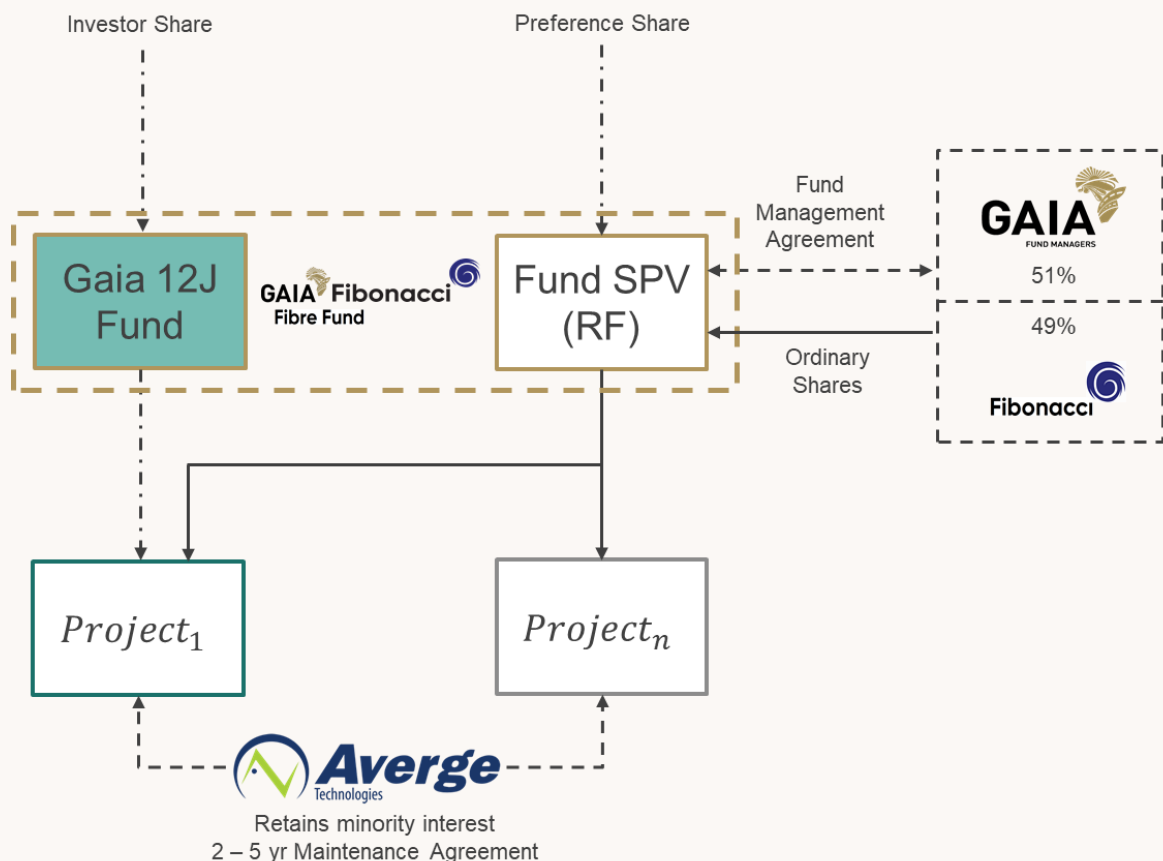 Investor Share
Preference Share
Fund
Management
Agreement
GAIA
FUND MANAGERS
51%
49%
Fibonacci
Gaia 12J
Fund
GAIA Fibonacci
Fibre Fund
Fund SPV
(RF)
Ordinary
Shares
Project₁
Projectₙ
Averge
Technologies
Retains minority interest
2 – 5 yr Maintenance Agreement